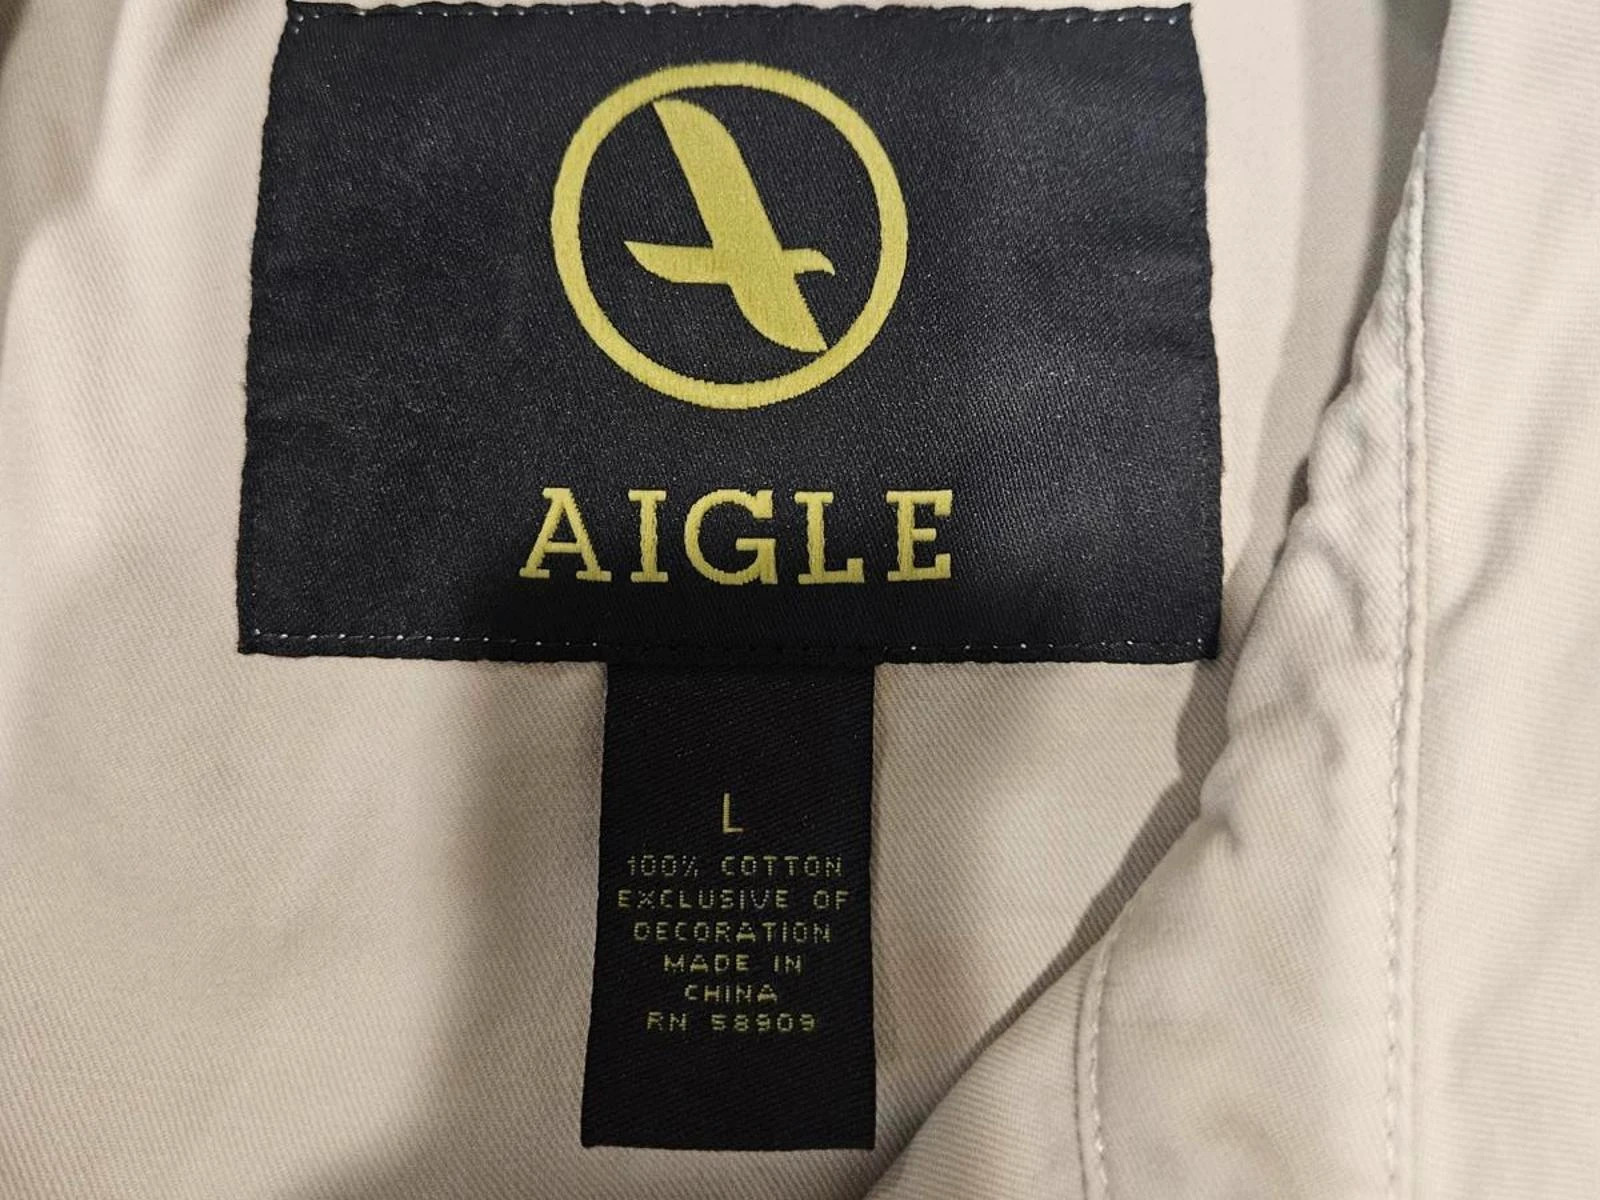 AIGLE
L
100% COTTON
EXCLUSIVE OF
DECORATION
MADE IN
CHINA
RN 58909